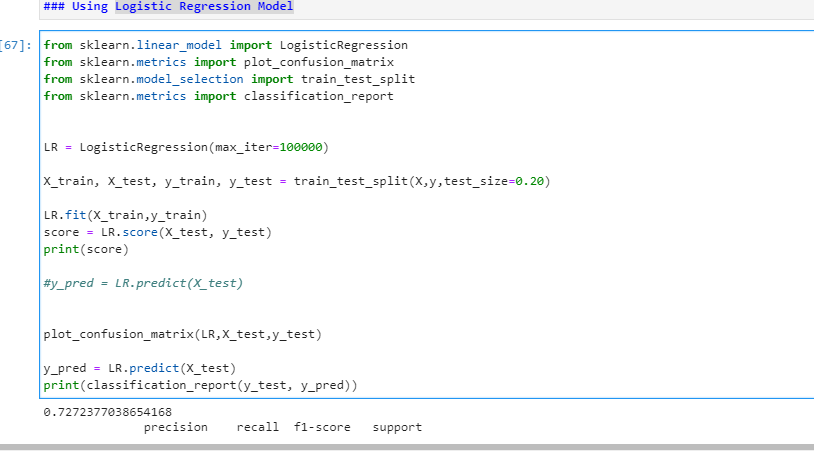 ### Using Logistic Regression Model
[67]:
from sklearn.linear_model import LogisticRegression
from sklearn.metrics import plot_confusion_matrix
from sklearn.model_selection import train_test_split
from sklearn.metrics import classification_report
LR = LogisticRegression(max_iter=100000)
X_train, X_test, y_train, y_test = train_test_split(X,y,test_size=0.20)
LR.fit(X_train,y_train)
score = LR.score(X_test, y_test)
print(score)
#y_pred = LR.predict(X_test)
plot_confusion_matrix(LR,X_test,y_test)
y_pred = LR.predict(X_test)
print(classification_report(y_test, y_pred))
0.7272377038654168
precision recall f1-score support